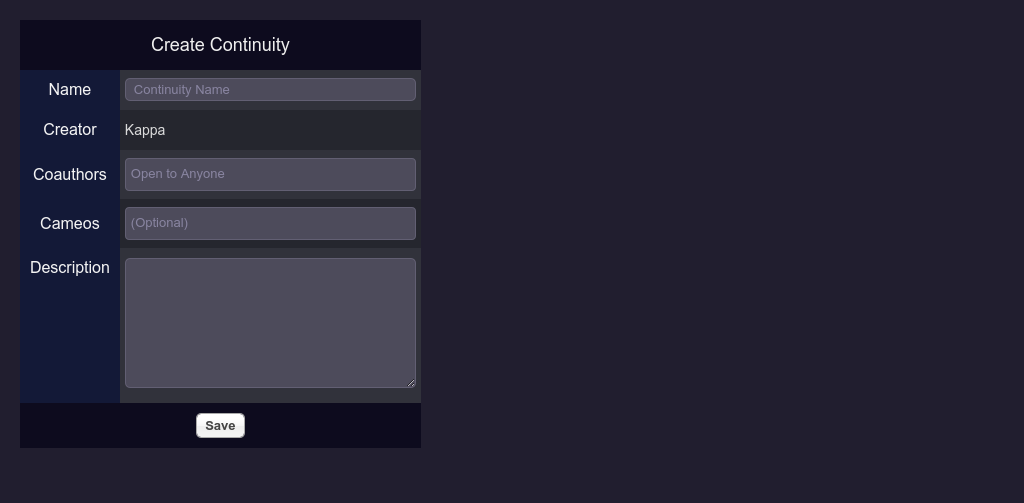 Create Continuity
Name
Continuity Name
Creator
Kappa
Coauthors
Open to Anyone
Cameos
(Optional)
Description
Save